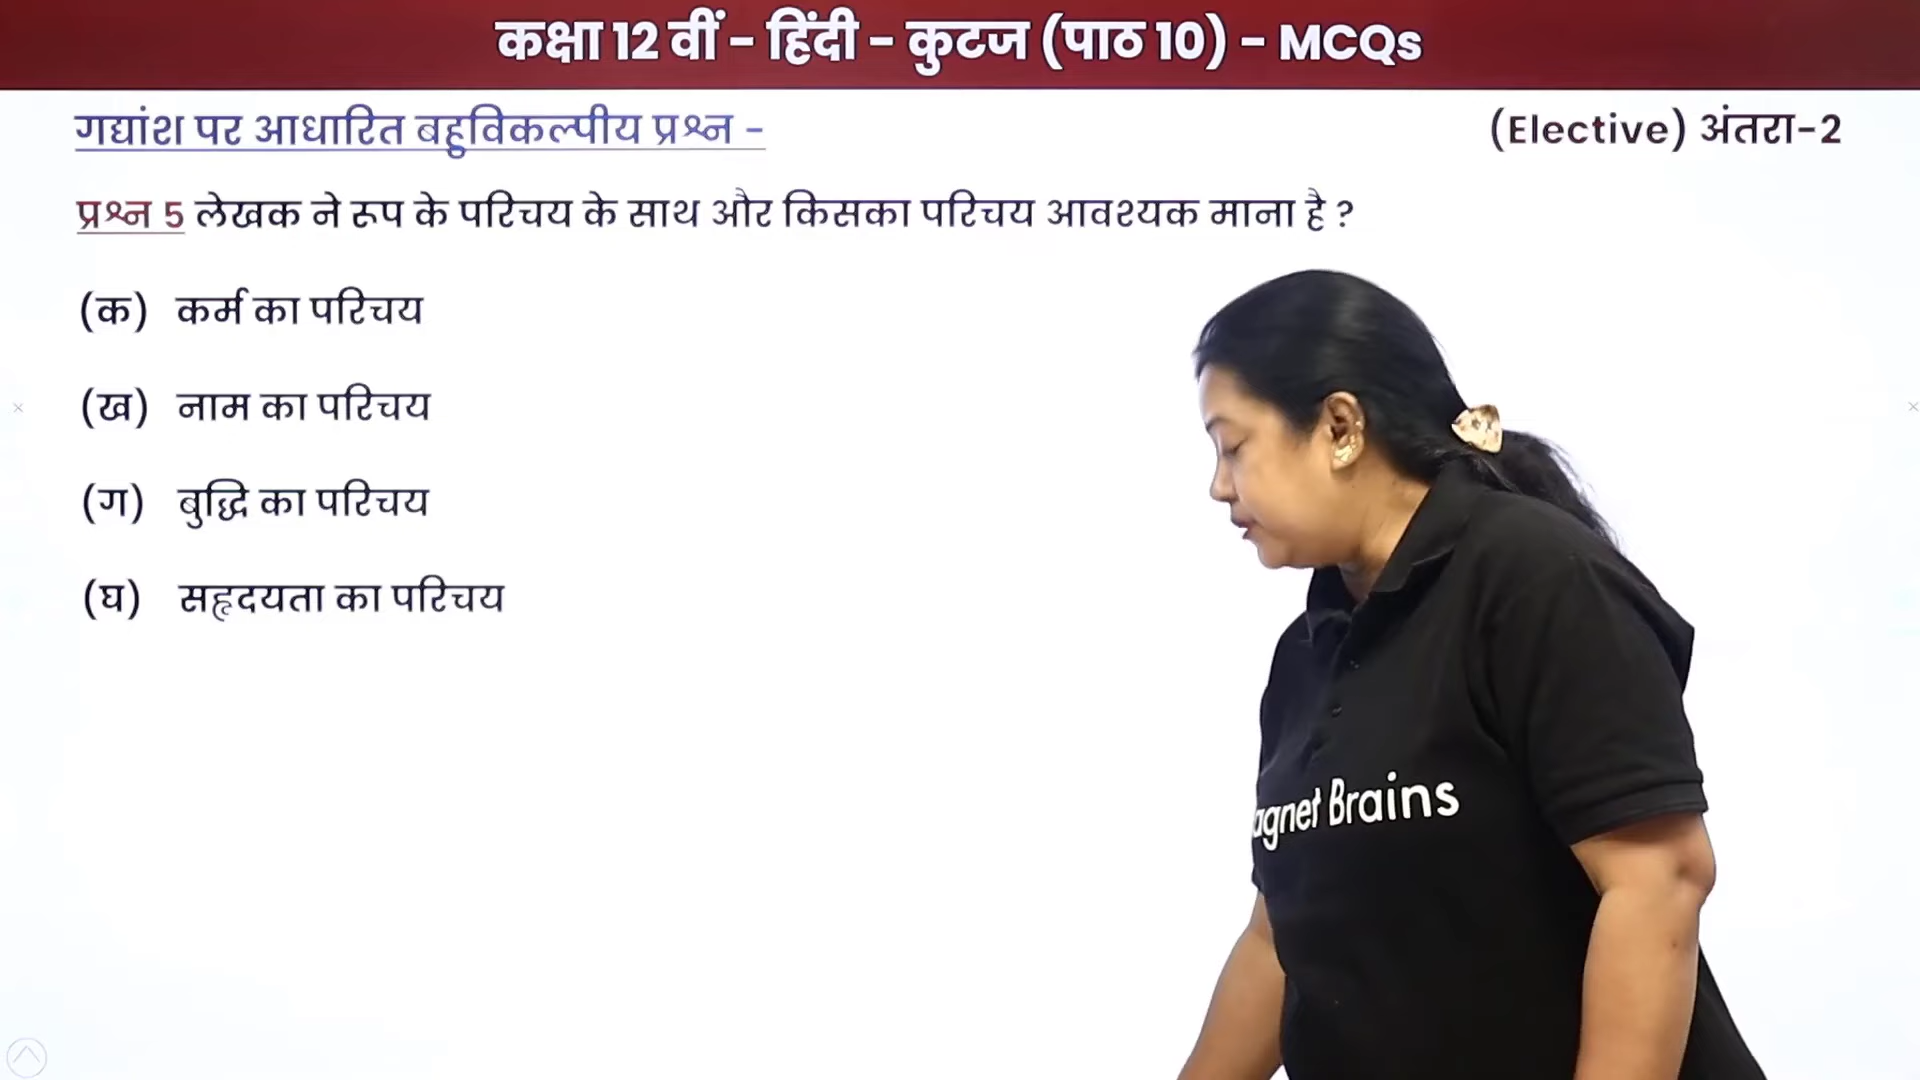 कक्षा 12 वीं - हिंदी - कुटज (पाठ 10) - MCQs
गद्यांश पर आधारित बहुविकल्पीय प्रश्न -
(Elective) अंतरा-2
प्रश्न 5 लेखक ने रूप के परिचय के साथ और किसका परिचय आवश्यक माना है ?
(क) कर्म का परिचय
(ख) नाम का परिचय
(ग) बुद्धि का परिचय
(घ) सहृदयता का परिचय
agnet Brains